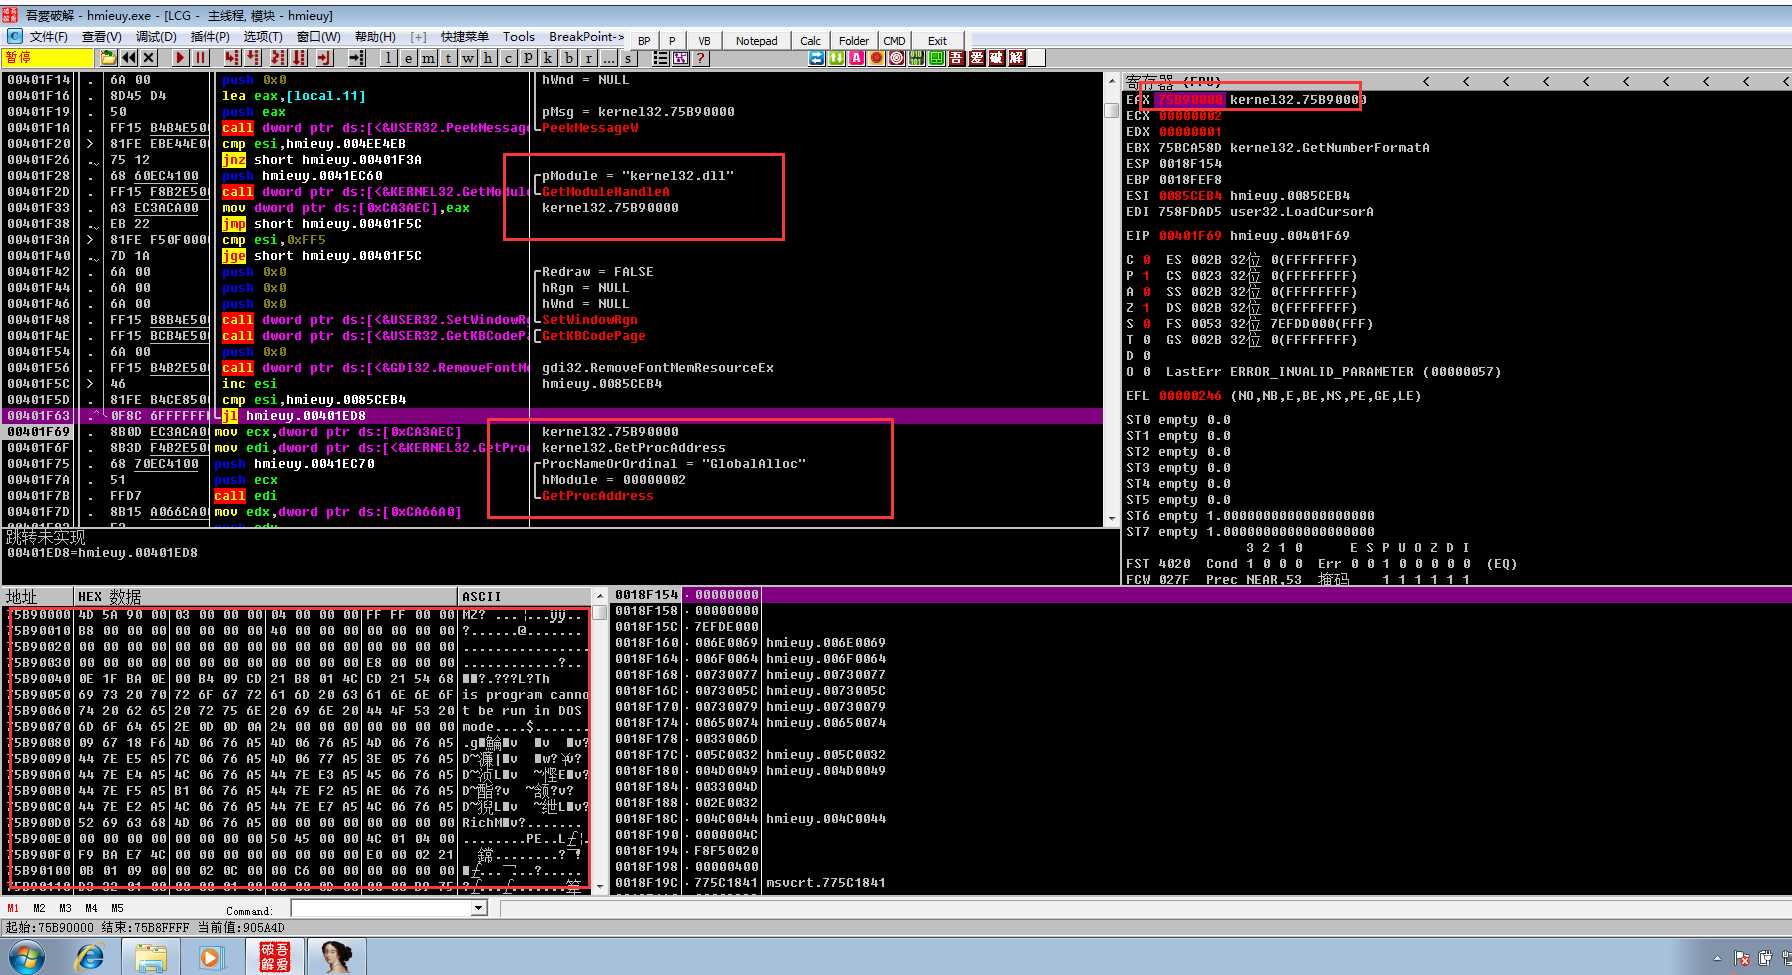 吾愛破解 - hmieuy.exe - [LCG - 主线程, 模块 - hmieuy]
文件(F) 查看(V) 调试(D) 插件(P) 选项(T) 窗口(W) 帮助(H) [+] 快捷菜单 Tools BreakPoint-> BP P VB Notepad Calc Folder CMD Exit
暂停 l e m t w h c P k b r ... s ? 吾 爱 破 解
00401F14 . 6A 00 push 0x0 hWnd = NULL
00401F16 . 8D45 D4 lea eax,[local.11]
00401F19 . 50 push eax pMsg = kernel32.75B90000
00401F1A . FF15 B4B4E500 call dword ptr ds:[<&USER32.PeekMessage PeekMessageW
00401F20 > 81FE EBE44E0 cmp esi,hmieuy.004EE4EB
00401F26 . 75 12 jnz short hmieuy.00401F3A
00401F28 . 68 60EC4100 push hmieuy.0041EC60 pModule = "kernel32.dll"
00401F2D . FF15 F8B2E500 call dword ptr ds:[<&KERNEL32.GetModul GetModuleHandleA
00401F33 . A3 EC3ACA00 mov dword ptr ds:[0xCA3AEC],eax kernel32.75B90000
00401F38 . EB 22 jmp short hmieuy.00401F5C
00401F3A > 81FE F50F000 cmp esi,0xFF5
00401F40 . 7D 1A jge short hmieuy.00401F5C
00401F42 . 6A 00 push 0x0 Redraw = FALSE
00401F44 . 6A 00 push 0x0 hRgn = NULL
00401F46 . 6A 00 push 0x0 hWnd = NULL
00401F48 . FF15 B8B4E500 call dword ptr ds:[<&USER32.SetWindowR SetWindowRgn
00401F4E . FF15 BCB4E500 call dword ptr ds:[<&USER32.GetKBCodeP GetKBCodePage
00401F54 . 6A 00 push 0x0
00401F56 . FF15 B4B2E500 call dword ptr ds:[<&GDI32.RemoveFontM gdi32.RemoveFontMemResourceEx
00401F5C > 46 inc esi hmieuy.0085CEB4
00401F5D . 81FE B4CE850 cmp esi,hmieuy.0085CEB4
00401F63 . 0F8C 6FFFFFF jl hmieuy.00401ED8
00401F69 . 8B0D EC3ACA0 mov ecx,dword ptr ds:[0xCA3AEC] kernel32.75B90000
00401F6F . 8B3D F4B2E50 mov edi,dword ptr ds:[<&KERNEL32.GetPro kernel32.GetProcAddress
00401F75 . 68 70EC4100 push hmieuy.0041EC70 ProcNameOrOrdinal = "GlobalAlloc"
00401F7A . 51 push ecx hModule = 00000002
00401F7B . FFD7 call edi GetProcAddress
00401F7D . 8B15 A066CA0 mov edx,dword ptr ds:[0xCA66A0]
跳转未实现
00401ED8=hmieuy.00401ED8
寄存器 (FPU) < < < < < < < < < <
EAX 75B90000 kernel32.75B90000
ECX 00000002
EDX 00000001
EBX 75BCA58D kernel32.GetNumberFormatA
ESP 0018F154
EBP 0018FEF8
ESI 0085CEB4 hmieuy.0085CEB4
EDI 758FDAD5 user32.LoadCursorA
EIP 00401F69 hmieuy.00401F69
C 0 ES 002B 32位 0(FFFFFFFF)
P 1 CS 0023 32位 0(FFFFFFFF)
A 0 SS 002B 32位 0(FFFFFFFF)
Z 1 DS 002B 32位 0(FFFFFFFF)
S 0 FS 0053 32位 7EFDD000(FFF)
T 0 GS 002B 32位 0(FFFFFFFF)
D 0
O 0 LastErr ERROR_INVALID_PARAMETER (00000057)
EFL 00000246 (NO,NB,E,BE,NS,PE,GE,LE)
ST0 empty 0.0
ST1 empty 0.0
ST2 empty 0.0
ST3 empty 0.0
ST4 empty 0.0
ST5 empty 0.0
ST6 empty 1.0000000000000000000
ST7 empty 1.0000000000000000000
3 2 1 0 E S P U O Z D I
FST 4020 Cond 1 0 0 0 Err 0 0 1 0 0 0 0 0 (EQ)
FCW 027F Prec NEAR,53 掩码 1 1 1 1 1 1
地址 HEX 数据 ASCII
75B90000 4D 5A 90 00 03 00 00 00 04 00 00 00 FF FF 00 00 MZ?
75B90010 B8 00 00 00 00 00 00 00 40 00 00 00 00 00 00 00 ?.......@.......
75B90020 00 00 00 00 00 00 00 00 00 00 00 00 00 00 00 00 ................
75B90030 00 00 00 00 00 00 00 00 00 00 00 00 E8 00 00 00 ............?..
75B90040 0E 1F BA 0E 00 B4 09 CD 21 B8 01 4C CD 21 54 68 ?.???L?Th
75B90050 69 73 20 70 72 6F 67 72 61 6D 20 63 61 6E 6E 6F is program canno
75B90060 74 20 62 65 20 72 75 6E 20 69 6E 20 44 4F 53 20 t be run in DOS
75B90070 6D 6F 64 65 2E 0D 0D 0A 24 00 00 00 00 00 00 00 mode....$.......
75B90080 09 67 18 F6 4D 06 76 A5 4D 06 76 A5 4D 06 76 A5
75B90090 44 7E E5 A5 7C 06 76 A5 4D 06 77 A5 3E 05 76 A5
75B900A0 44 7E E4 A5 4C 06 76 A5 44 7E E3 A5 45 06 76 A5
75B900B0 44 7E F5 A5 B1 06 76 A5 44 7E F2 A5 AE 06 76 A5
75B900C0 44 7E E2 A5 4C 06 76 A5 44 7E E7 A5 4C 06 76 A5
75B900D0 52 69 63 68 4D 06 76 A5 00 00 00 00 00 00 00 00 RichM
75B900E0 00 00 00 00 00 00 00 00 50 45 00 00 4C 01 04 00 ........PE..L
75B900F0 F9 BA E7 4C 00 00 00 00 00 00 00 00 E0 00 02 21
75B90100 0B 01 09 00 00 02 0C 00 00 C6 00 00 00 00 00 00
0018F154 00000000
0018F158 00000000
0018F15C 7EFDE000
0018F160 006E0069 hmieuy.006E0069
0018F164 006F0064 hmieuy.006F0064
0018F168 00730077 hmieuy.00730077
0018F16C 0073005C hmieuy.0073005C
0018F170 00730079 hmieuy.00730079
0018F174 00650074 hmieuy.00650074
0018F178 0033006D
0018F17C 005C0032 hmieuy.005C0032
0018F180 004D0049 hmieuy.004D0049
0018F184 0033004D
0018F188 002E0032
0018F18C 004C0044 hmieuy.004C0044
0018F190 0000004C
0018F194 F8F50020
0018F198 00000400
0018F19C 775C1841 msvcrt.775C1841
M1 M2 M3 M4 M5 Command:
起始:75B90000 结束:75B8FFFF 当前值:905A4D
破吾
解爱